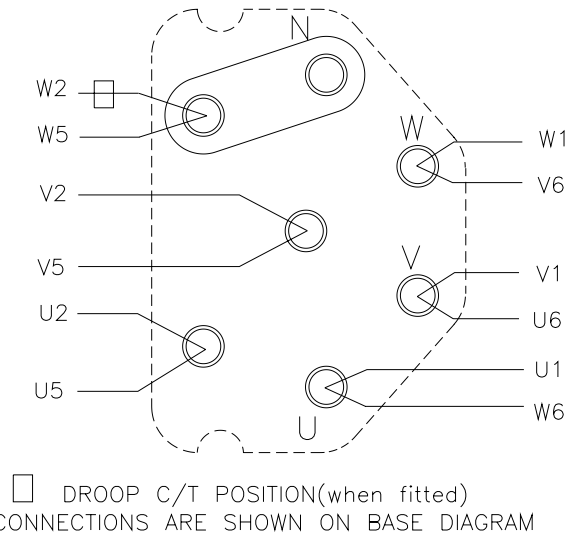 N
W2
W5
W
W1
V6
V2
V5
V
V1
U6
U2
U5
U1
W6
U
DROOP C/T POSITION(when fitted)
CONNECTIONS ARE SHOWN ON BASE DIAGRAM